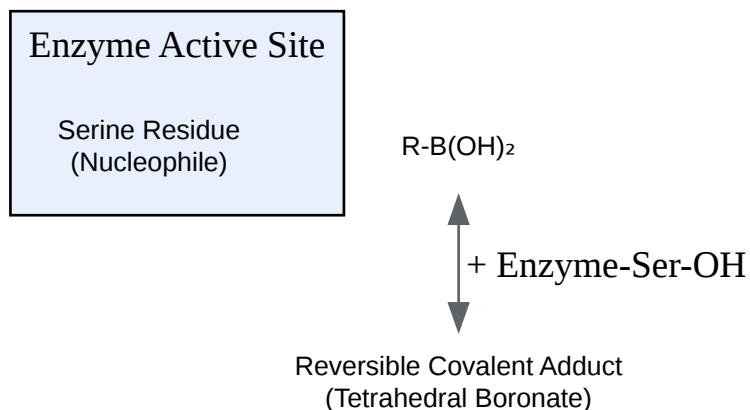 Enzyme Active Site
Serine Residue
(Nucleophile)
R-B(OH)₂
+ Enzyme-Ser-OH
Reversible Covalent Adduct
(Tetrahedral Boronate)